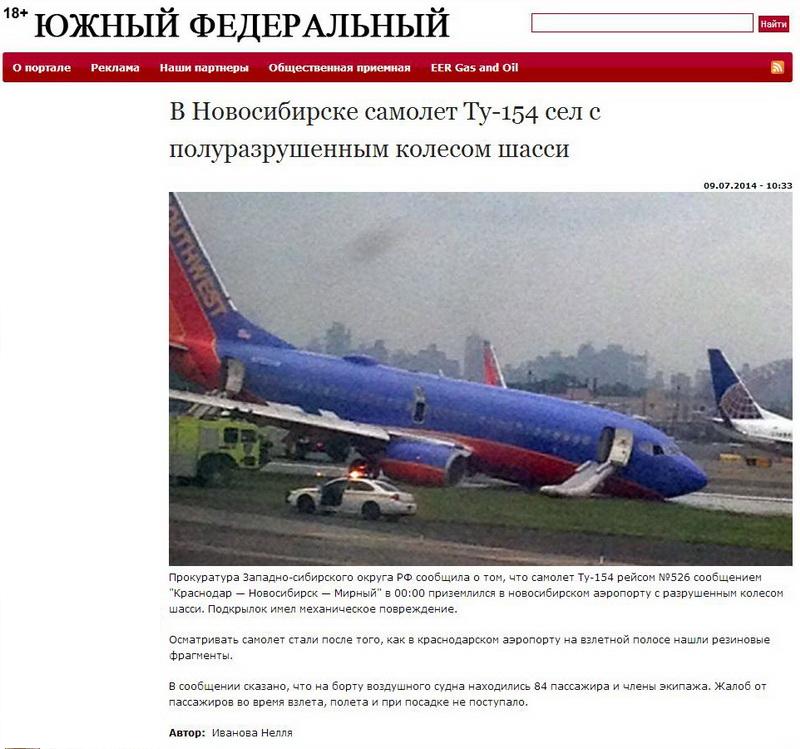 18+
ЮЖНЫЙ ФЕДЕРАЛЬНЫЙ
Найти
О портале Реклама Наши партнеры Общественная приемная EER Gas and Oil
В Новосибирске самолет Ту-154 сел с
полуразрушенным колесом шасси
09.07.2014 - 10:33
OUTHWEST
Прокуратура Западно-сибирского округа РФ сообщила о том, что самолет Ту-154 рейсом №526 сообщением
"Краснодар — Новосибирск — Мирный" в 00:00 приземлился в новосибирском аэропорту с разрушенным колесом
шасси. Подкрылок имел механическое повреждение.
Осматривать самолет стали после того, как в краснодарском аэропорту на взлетной полосе нашли резиновые
фрагменты.
В сообщении сказано, что на борту воздушного судна находились 84 пассажира и члены экипажа. Жалоб от
пассажиров во время взлета, полета и при посадке не поступало.
Автор: Иванова Нелля